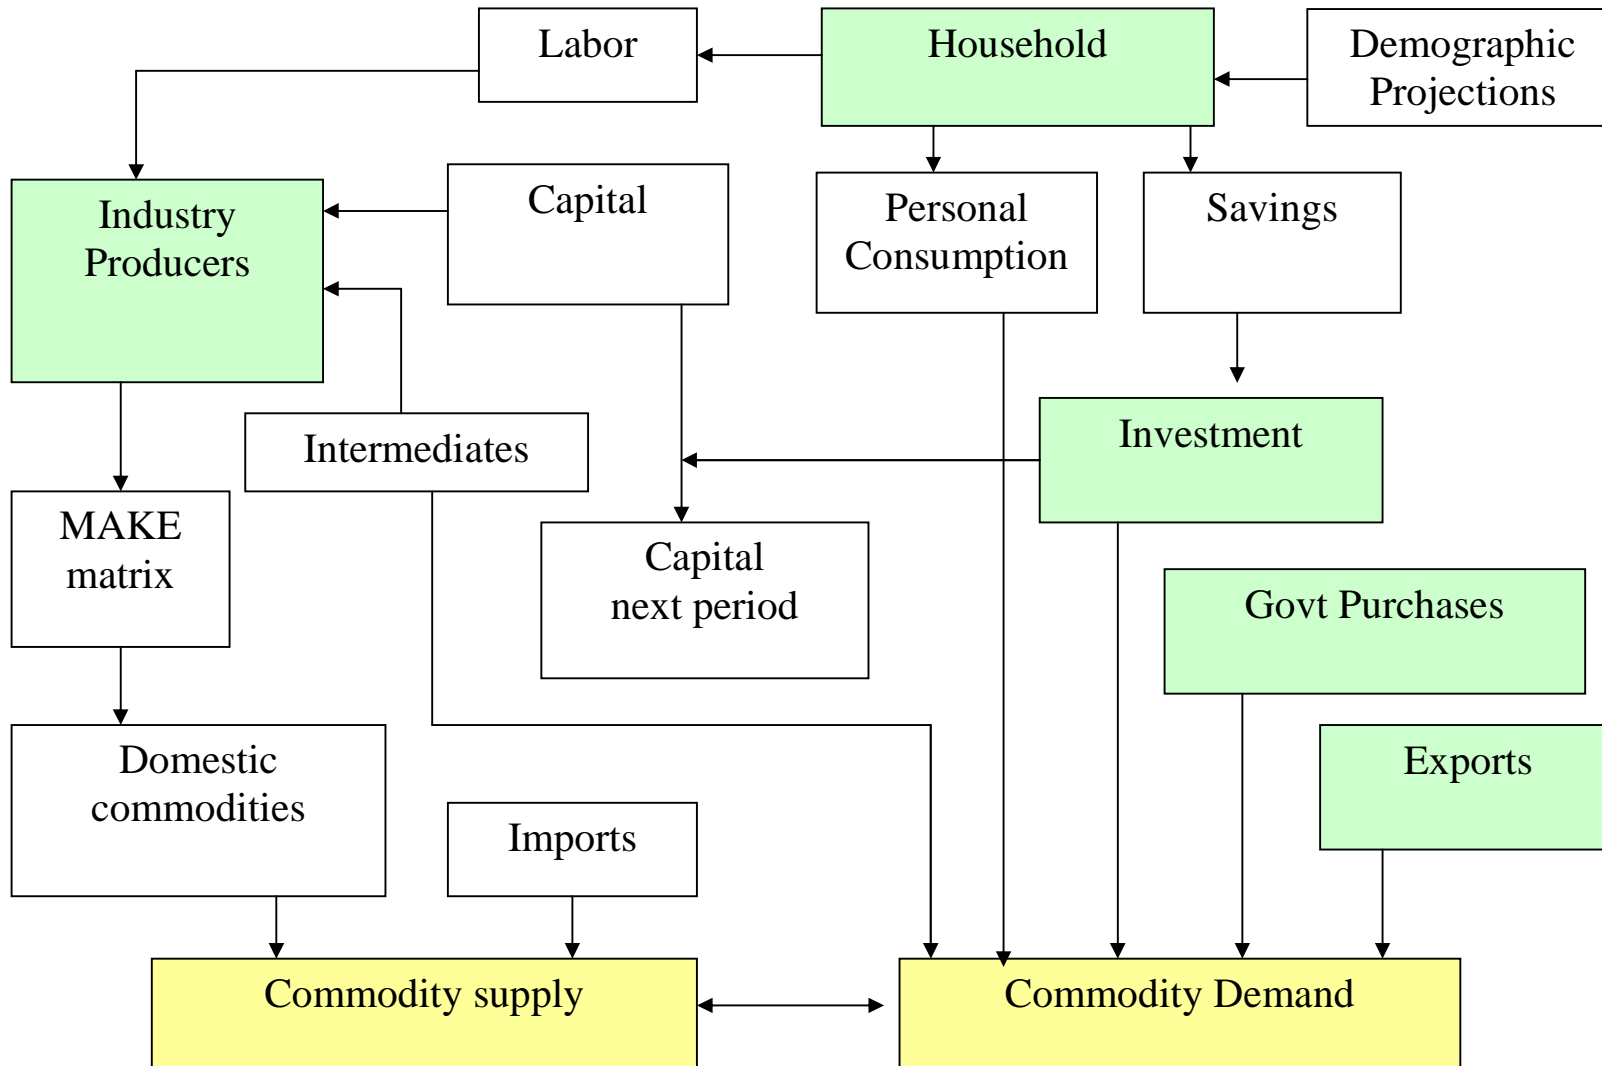 Labor
Household
Demographic
Projections
Industry
Producers
Capital
Personal
Consumption
Savings
Intermediates
Investment
MAKE
matrix
Capital
next period
Govt Purchases
Domestic
commodities
Imports
Exports
Commodity supply
Commodity Demand